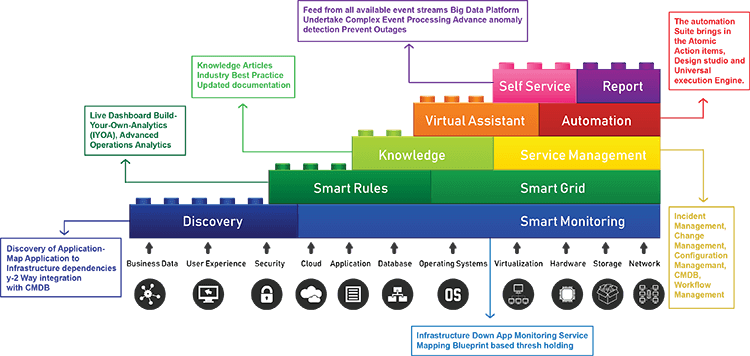 Feed from all available event streams Big Data Platform
Undertake Complex Event Processing Advance anomaly
detection Prevent Outages
The automation
Suite brings in
the Atomic
Action items,
Design studio and
Universal
execution Engine.
Knowledge Articles
Industry Best Practice
Updated documentation
Self Service
Report
Live Dashboard Build-
Your-Own-Analytics
(IYOA), Advanced
Operations Analytics
Virtual Assistant
Automation
Knowledge
Service Management
Smart Rules
Smart Grid
Discovery
Smart Monitoring
Discovery of Application-
Map Application to
Infrastructure dependencies
y-2 Way integration
with CMDB
Incident
Management,
Change
Management,
Configuration
Managemant,
CMDB,
Workflow
Management
Business Data
User Experience
Security
Cloud
Application
Database
Operating Systems
Virtualization
Hardware
Storage
Network
OS
Infrastructure Down App Monitoring Service
Mapping Blueprint based thresh holding